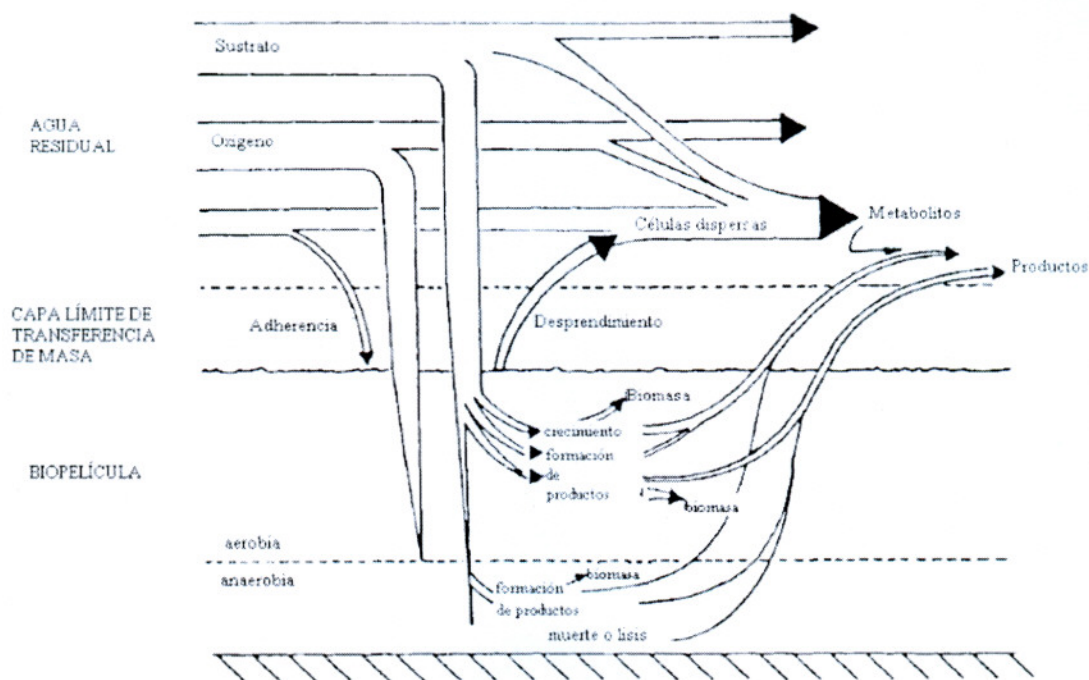 Sustrato
AGUA
RESIDUAL
Oxigeno
Células dispersas
Metabolitos
Productos
CAPA LÍMITE DE
TRANSFERENCIA
DE MASA
Adherencia
Desprendimiento
Biomasa
crecimiento
formación
de
productos
biomasa
BIOPELÍCULA
aerobia
anaerobia
biomasa
formación
de productos
muerte o lisis